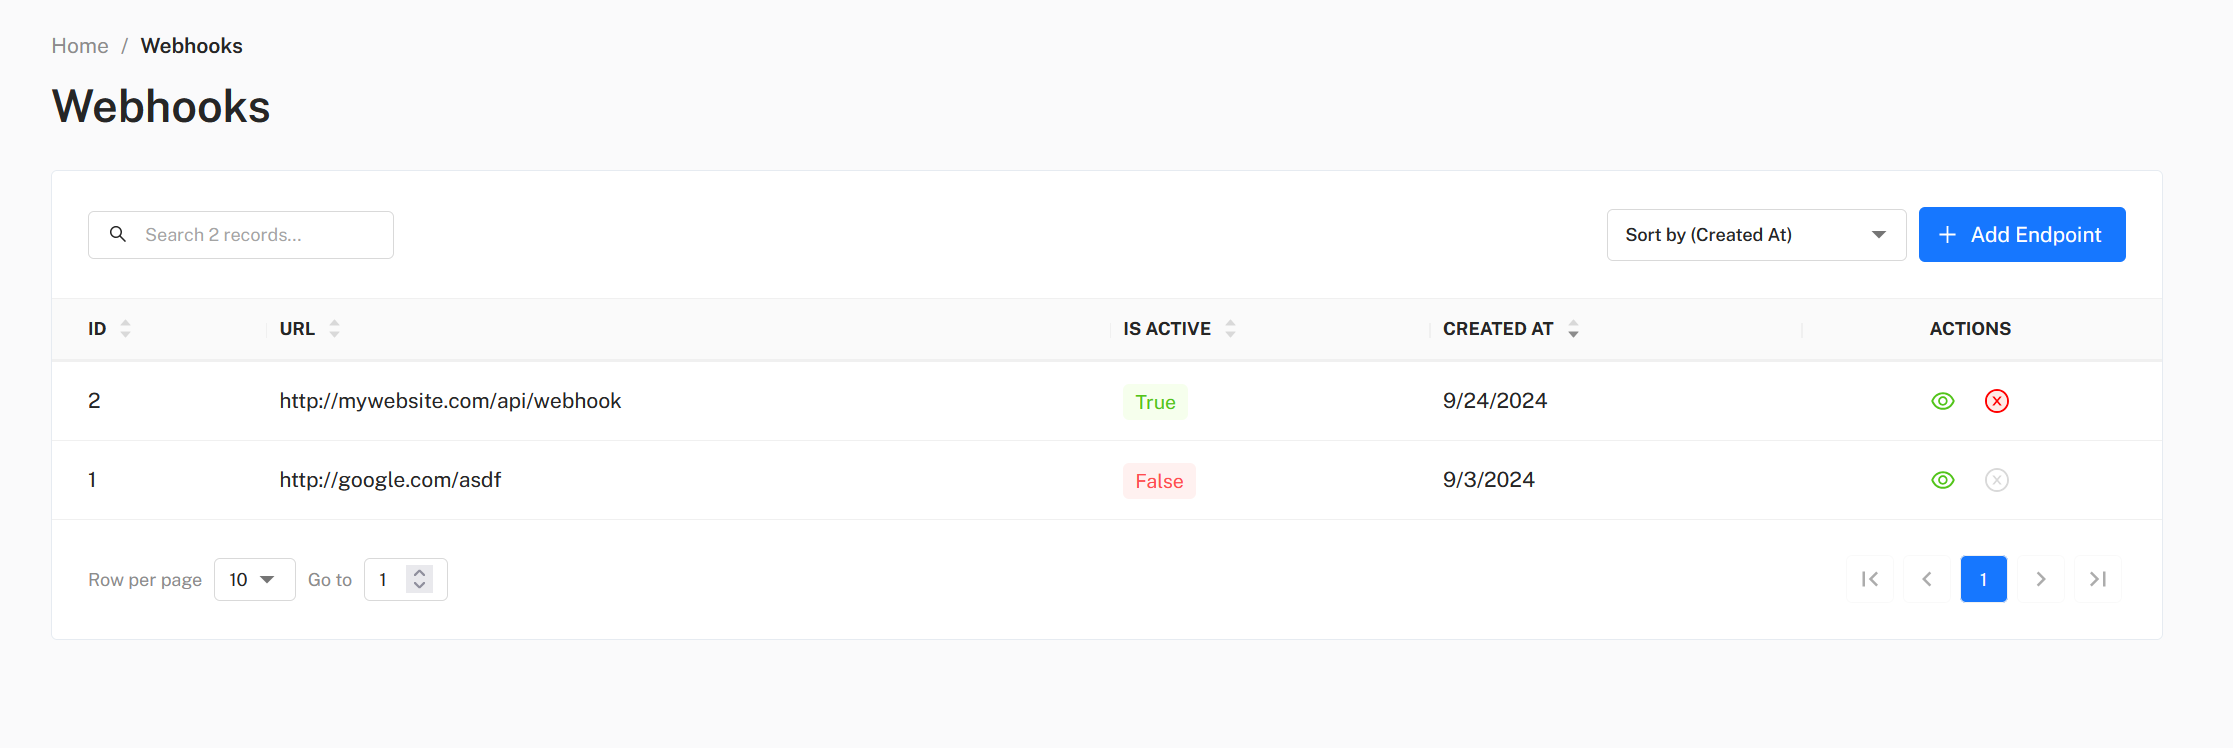 Home / Webhooks
Webhooks
Search 2 records...
Sort by (Created At)
+ Add Endpoint
ID URL IS ACTIVE CREATED AT ACTIONS
2 http://mywebsite.com/api/webhook True 9/24/2024
1 http://google.com/asdf False 9/3/2024
Row per page 10 Go to 1 1